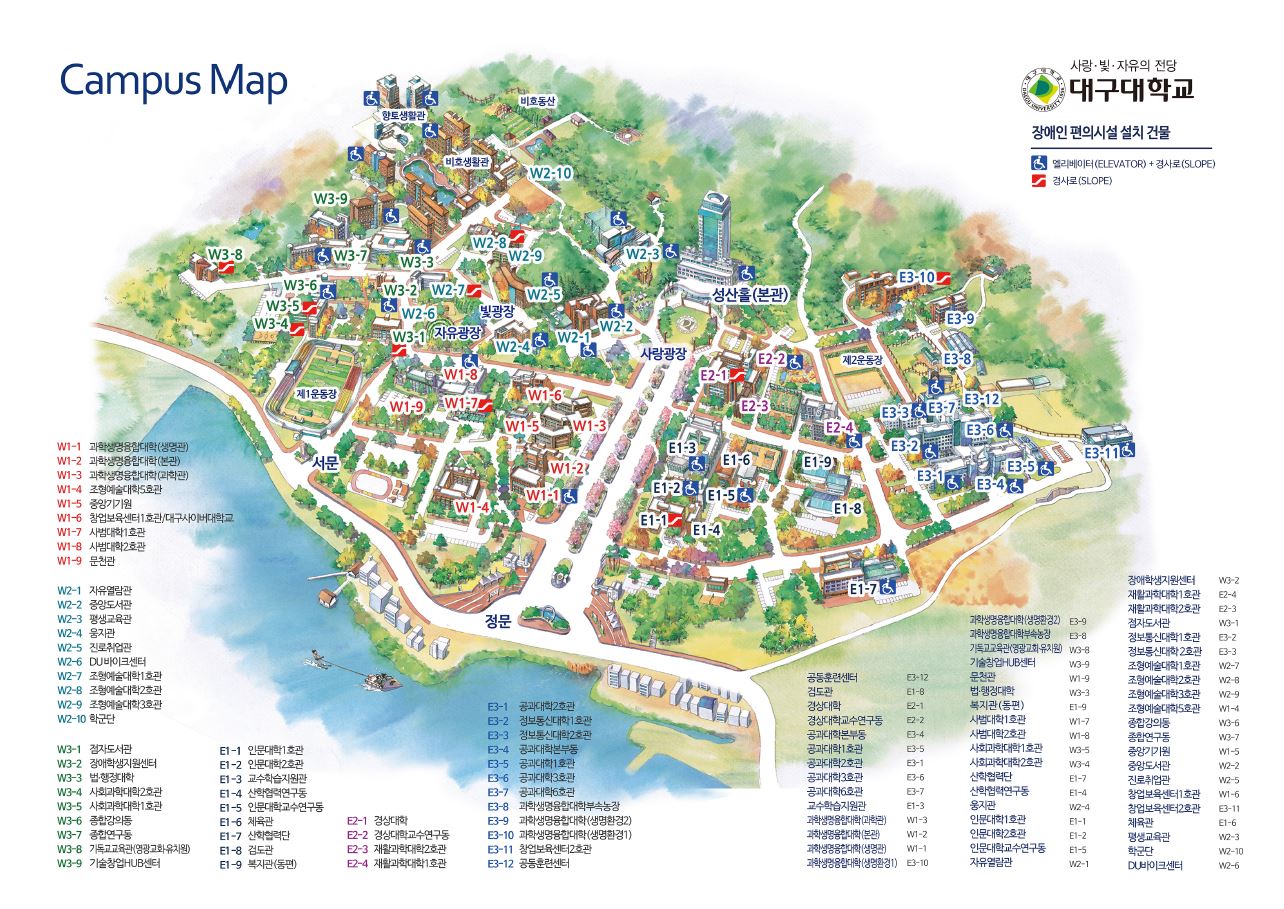 Campus Map
사랑·빛·자유의 전당
대구대학교
장애인 편의시설 설치 건물
엘리베이터(ELEVATOR) + 경사로(SLOPE)
경사로(SLOPE)
향토생활관
비호동산
비호생활관
W2-10
W3-9
W3-8
W3-7
W3-3
W2-8
W2-9
W2-3
성산홀(본관)
E3-10
E3-9
W3-6
W3-5
W3-4
W3-2
W2-7
W2-6
W2-5
빛광장
자유광장
W3-1
W2-4
W2-1
W2-2
사랑광장
E2-2
E2-1
E2-3
E2-4
제2운동장
E3-8
E3-12
E3-7
E3-3
E3-6
E3-2
E3-1
E3-5
E3-4
E3-11
제1운동장
W1-8
W1-9
W1-7
W1-6
W1-5
W1-3
W1-2
W1-1
W1-4
서문
E1-3
E1-6
E1-9
E1-2
E1-5
E1-8
E1-1
E1-4
E1-7
정문
W1-1 과학생명융합대학(생명관)
W1-2 과학생명융합대학(본관)
W1-3 과학생명융합대학(과학관)
W1-4 조형예술대학5호관
W1-5 중앙기기원
W1-6 창업보육센터1호관/대구사이버대학교
W1-7 사범대학1호관
W1-8 사범대학2호관
W1-9 문천관
W2-1 자유열람관
W2-2 중앙도서관
W2-3 평생교육관
W2-4 웅지관
W2-5 진로취업관
W2-6 DU바이크센터
W2-7 조형예술대학1호관
W2-8 조형예술대학2호관
W2-9 조형예술대학3호관
W2-10 학군단
W3-1 점자도서관
W3-2 장애학생지원센터
W3-3 법·행정대학
W3-4 사회과학대학2호관
W3-5 사회과학대학1호관
W3-6 종합강의동
W3-7 종합연구동
W3-8 기독교교육관(영광교회·유치원)
W3-9 기술창업HUB센터
E1-1 인문대학1호관
E1-2 인문대학2호관
E1-3 교수학습지원관
E1-4 산학협력연구동
E1-5 인문대학교수연구동
E1-6 체육관
E1-7 산학협력단
E1-8 검도관
E1-9 복지관(동편)
E2-1 경상대학
E2-2 경상대학교수연구동
E2-3 재활과학대학2호관
E2-4 재활과학대학1호관
E3-1 공과대학2호관
E3-2 정보통신대학1호관
E3-3 정보통신대학2호관
E3-4 공과대학본부동
E3-5 공과대학1호관
E3-6 공과대학3호관
E3-7 공과대학6호관
E3-8 과학생명융합대학부속농장
E3-9 과학생명융합대학(생명환경2)
E3-10 과학생명융합대학(생명환경1)
E3-11 창업보육센터2호관
E3-12 공동훈련센터
공동훈련센터 E3-12
검도관 E1-8
경상대학 E2-1
경상대학교수연구동 E2-2
공과대학본부동 E3-4
공과대학1호관 E3-5
공과대학2호관 E3-1
공과대학3호관 E3-6
공과대학6호관 E3-7
교수학습지원관 E1-3
과학생명융합대학(과학관) W1-3
과학생명융합대학(본관) W1-2
과학생명융합대학(생명관) W1-1
과학생명융합대학(생명환경1) E3-10
과학생명융합대학(생명환경2) E3-9
과학생명융합대학부속농장 E3-8
기독교교육관(영광교회·유치원) W3-8
기술창업HUB센터 W3-9
문천관 W1-9
법·행정대학 W3-3
복지관(동편) E1-9
사범대학1호관 W1-7
사범대학2호관 W1-8
사회과학대학1호관 W3-5
사회과학대학2호관 W3-4
산학협력단 E1-7
산학협력연구동 E1-4
웅지관 W2-4
인문대학1호관 E1-1
인문대학2호관 E1-2
인문대학교수연구동 E1-5
자유열람관 W2-1
장애학생지원센터 W3-2
재활과학대학1호관 E2-4
재활과학대학2호관 E2-3
점자도서관 W3-1
정보통신대학1호관 E3-2
정보통신대학 2호관 E3-3
조형예술대학1호관 W2-7
조형예술대학2호관 W2-8
조형예술대학3호관 W2-9
조형예술대학5호관 W1-4
종합강의동 W3-6
종합연구동 W3-7
중앙기기원 W1-5
중앙도서관 W2-2
진로취업관 W2-5
창업보육센터1호관 W1-6
창업보육센터2호관 E3-11
체육관 E1-6
평생교육관 W2-3
학군단 W2-10
DU바이크센터 W2-6